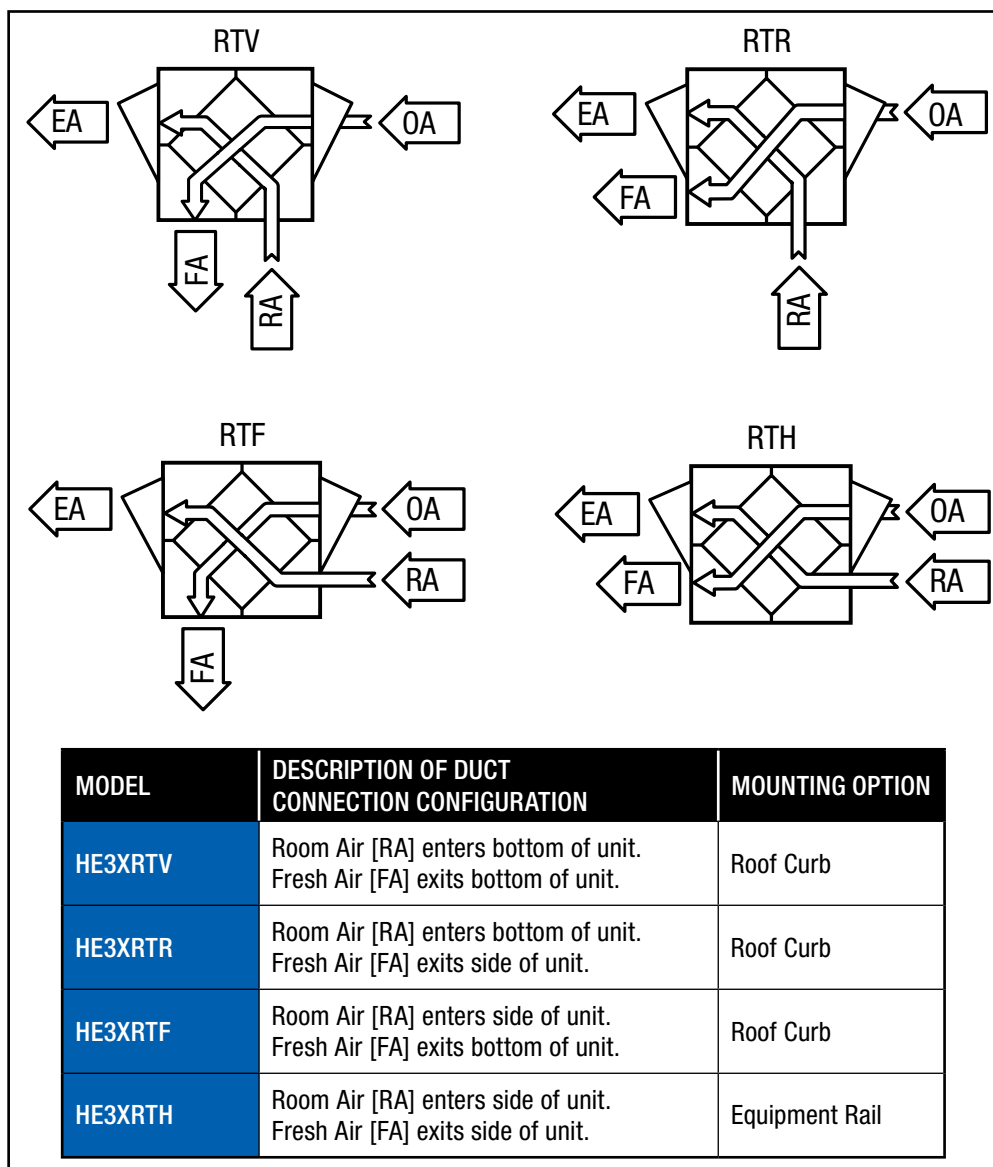 RTV
EA
OA
FA
RA
RTR
EA
OA
FA
RA
RTF
EA
OA
RA
FA
RTH
EA
OA
FA
RA
MODEL
DESCRIPTION OF DUCT
CONNECTION CONFIGURATION
MOUNTING OPTION
HE3XRTV
Room Air [RA] enters bottom of unit.
Fresh Air [FA] exits bottom of unit.
Roof Curb
HE3XRTR
Room Air [RA] enters bottom of unit.
Fresh Air [FA] exits side of unit.
Roof Curb
HE3XRTF
Room Air [RA] enters side of unit.
Fresh Air [FA] exits bottom of unit.
Roof Curb
HE3XRTH
Room Air [RA] enters side of unit.
Fresh Air [FA] exits side of unit.
Equipment Rail